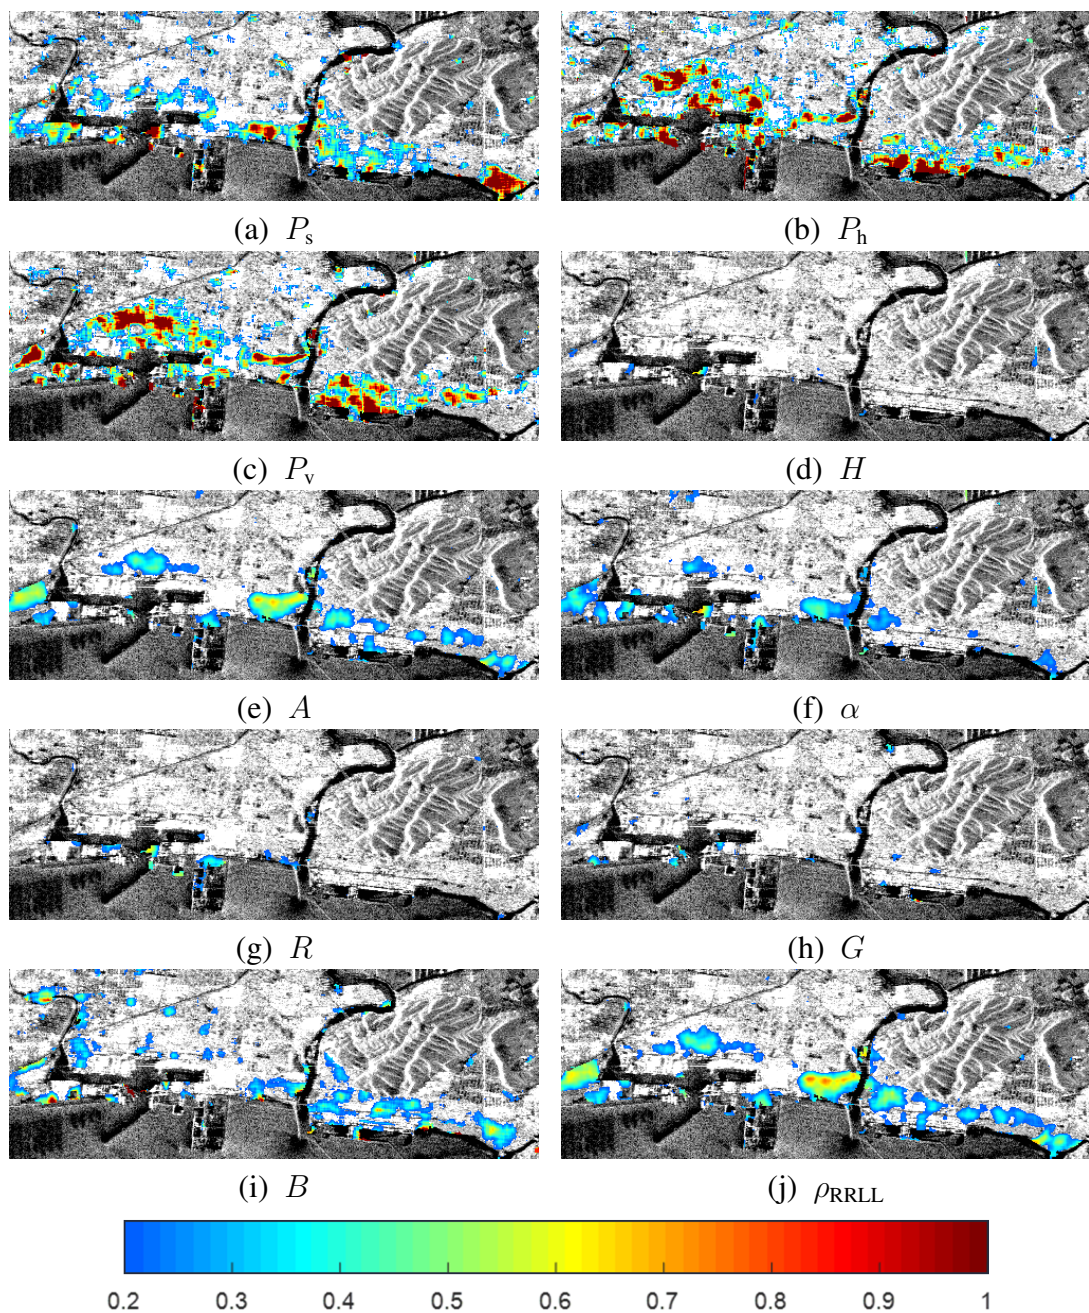 (a) Ps
(b) Ph
(c) Pv
(d) H
(e) A
(f) α
(g) R
(h) G
(i) B
(j) ρRRLL
0.2 0.3 0.4 0.5 0.6 0.7 0.8 0.9 1